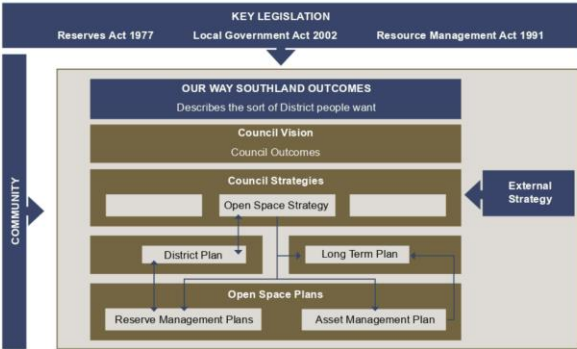 KEY LEGISLATION
Reserves Act 1977 Local Government Act 2002 Resource Management Act 1991
COMMUNITY
OUR WAY SOUTHLAND OUTCOMES
Describes the sort of District people want
Council Vision
Council Outcomes
Council Strategies
Open Space Strategy
External
Strategy
District Plan
Long Term Plan
Open Space Plans
Reserve Management Plans
Asset Management Plan